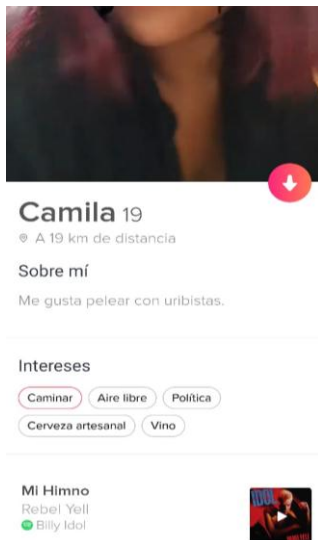 Camila 19
A 19 km de distancia
Sobre mí
Me gusta pelear con uribistas.
Intereses
Caminar Aire libre Política
Cerveza artesanal Vino
Mi Himno
Rebel Yell
Billy Idol
IDOL